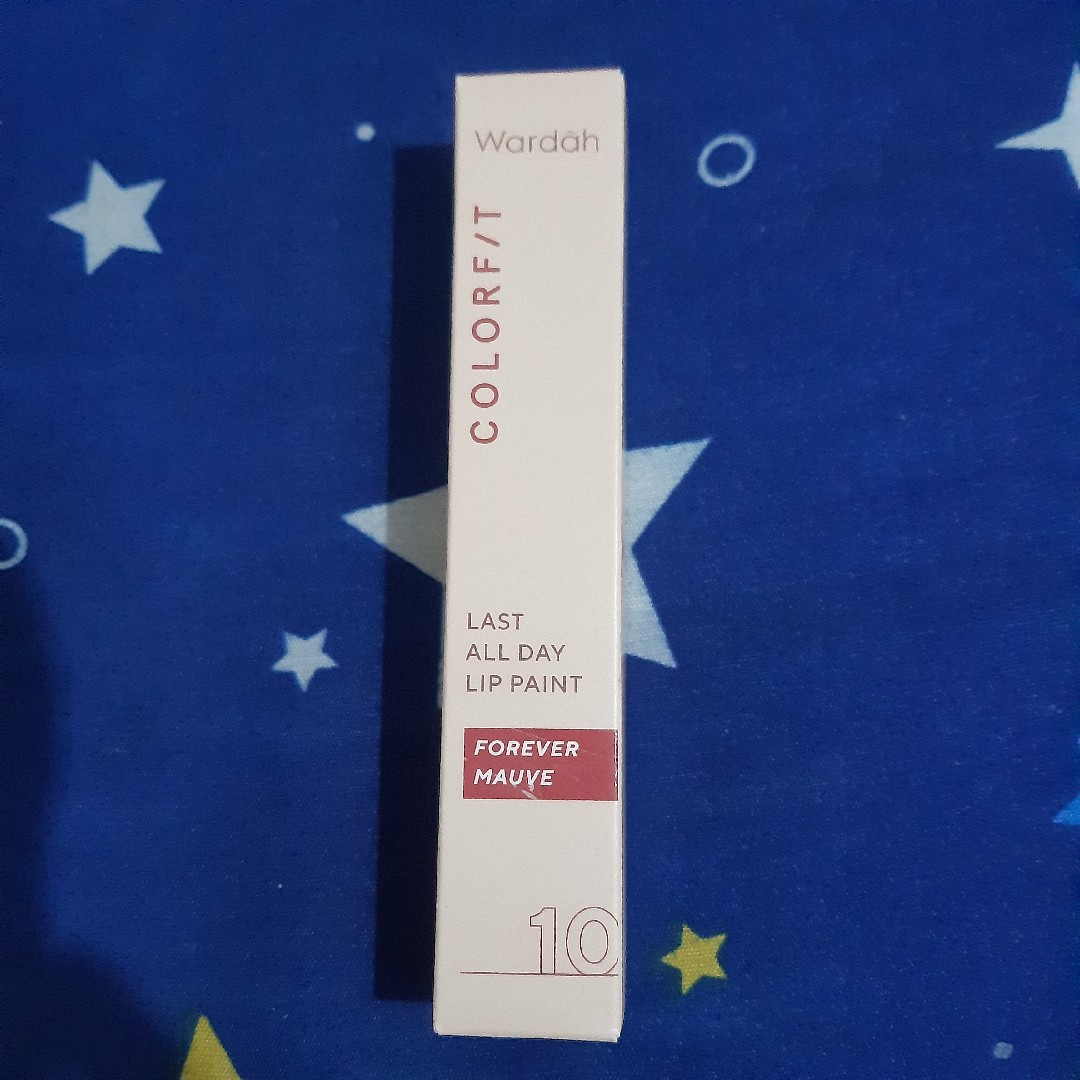 Wardah
COLORF/T
LAST
ALL DAY
LIP PAINT
FOREVER
MAUVE
10